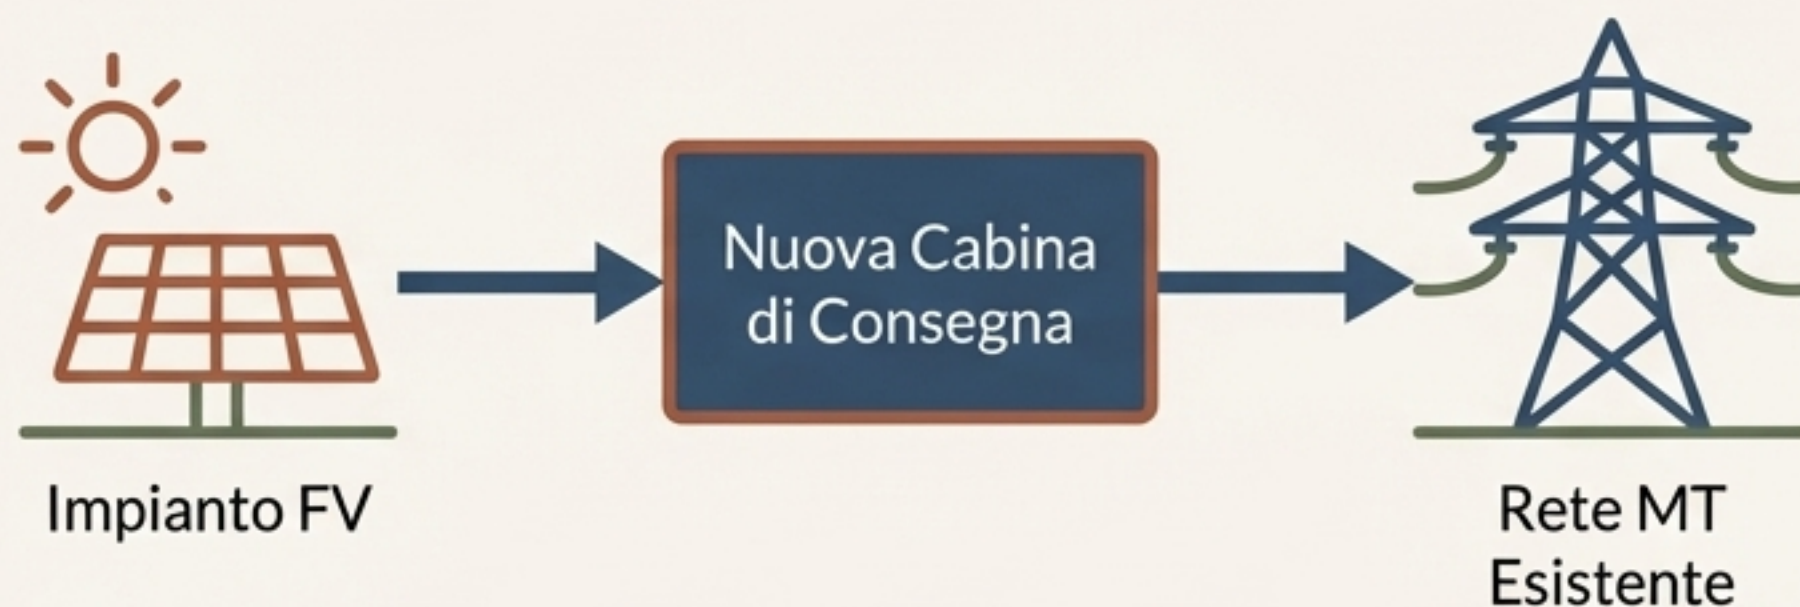 Nuova Cabina
di Consegna
Impianto FV
Rete MT
Esistente